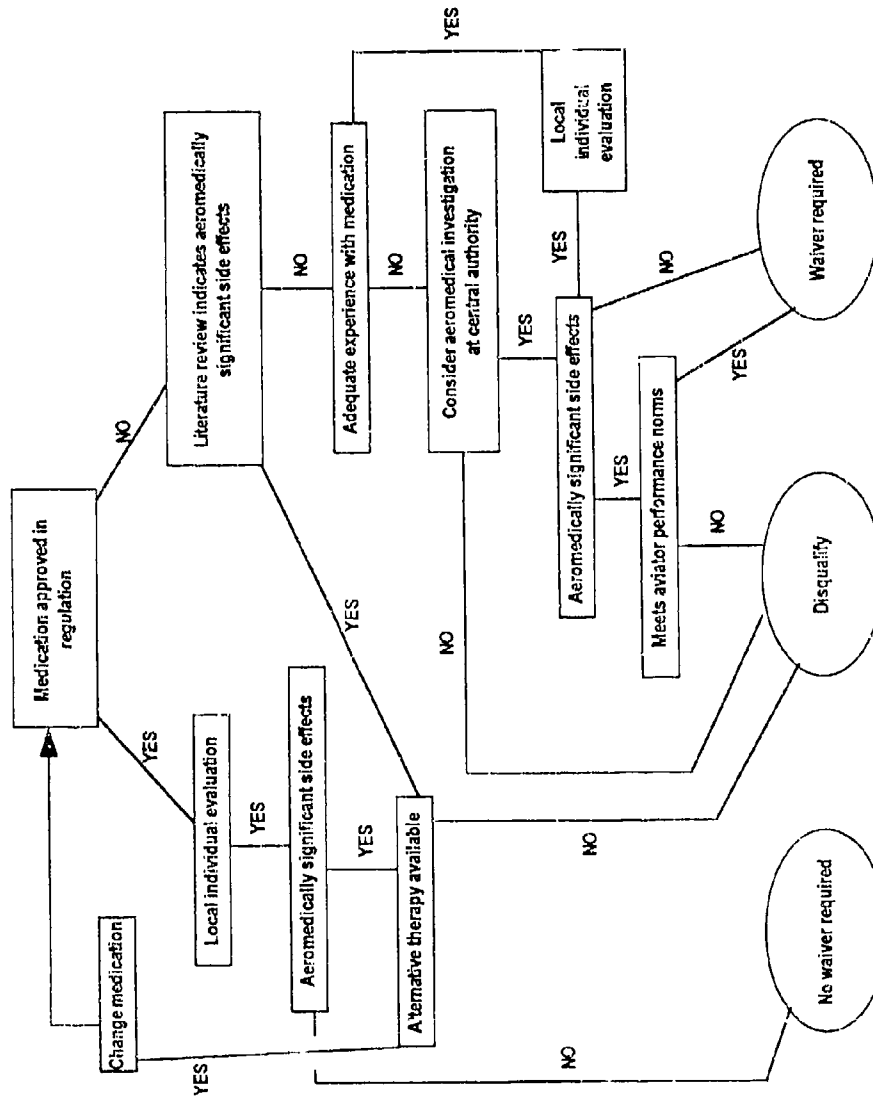 Medication approved in
regulation
YES
NO
Change medication
Local individual evaluation
YES
Aeromedically significant side effects
YES
Alternative therapy available
YES
NO
NO
No waiver required
Literature review indicates aeromedically
significant side effects
YES
NO
Adequate experience with medication
YES
NO
Consider aeromedical investigation
at central authority
NO
YES
Local
individual
evaluation
YES
Aeromedically significant side effects
YES
NO
Meets aviator performance norms
NO
YES
Disqualify
Waiver required